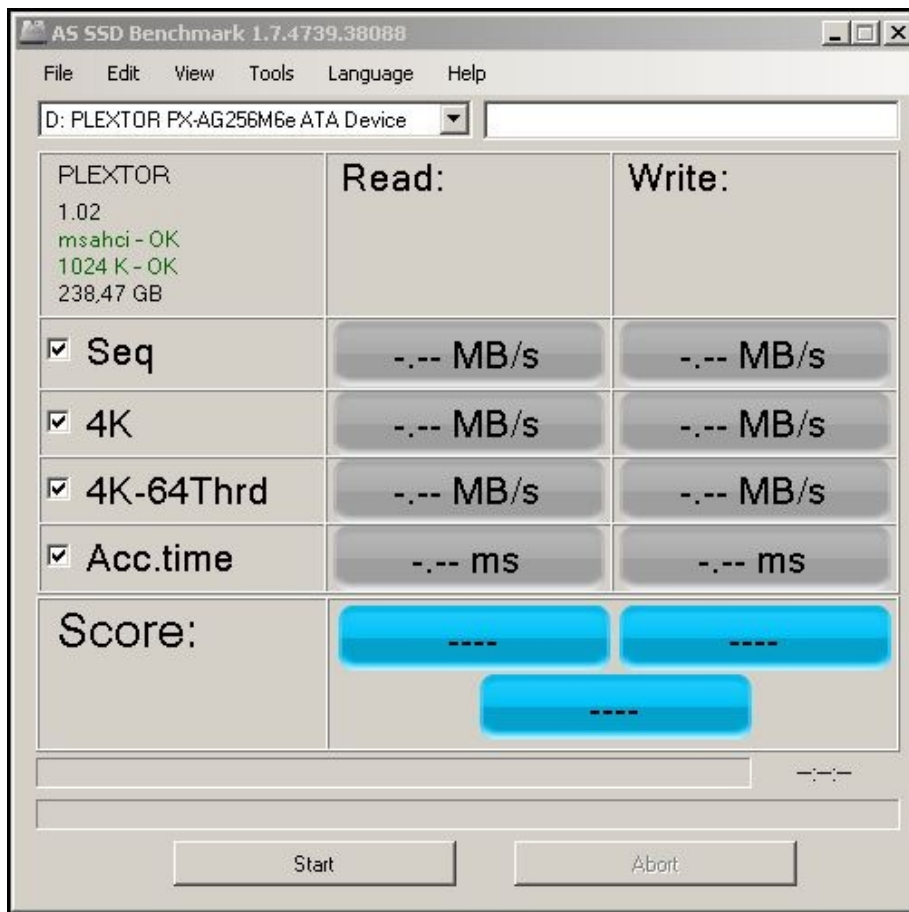 AS SSD Benchmark 1.7.4739.38088
File Edit View Tools Language Help
D: PLEXTOR PX-AG256M6e ATA Device
PLEXTOR
1.02
msahci - OK
1024 K - OK
238,47 GB
Read:
Write:
Seq
-.-- MB/s
-.-- MB/s
4K
-.-- MB/s
-.-- MB/s
4K-64Thrd
-.-- MB/s
-.-- MB/s
Acc.time
-.-- ms
-.-- ms
Score:
----
----
----
--:--:--
Start
Abort